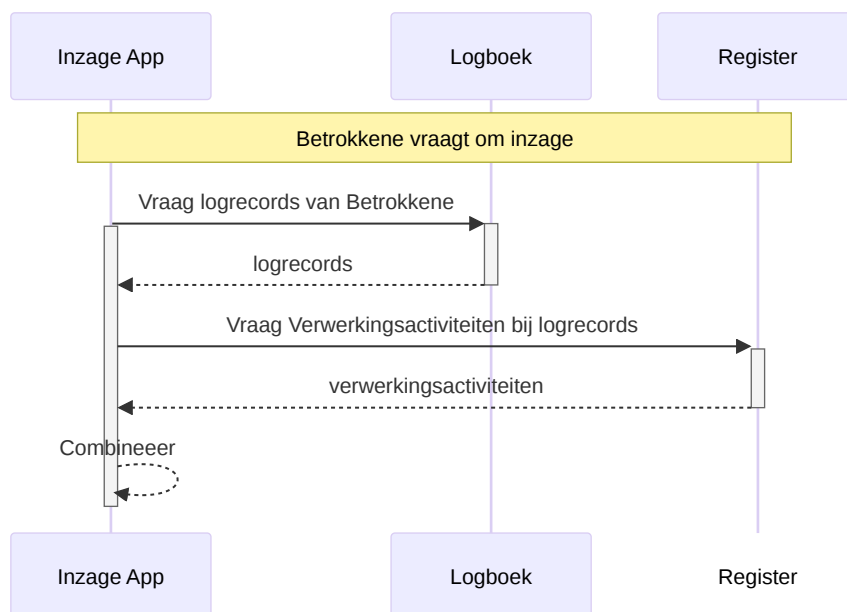 Inzage App
Logboek
Register
Betrokkene vraagt om inzage
Vraag logrecords van Betrokkene
logrecords
Vraag Verwerkingsactiviteiten bij logrecords
verwerkingsactiviteiten
Combineeer
Inzage App
Logboek
Register